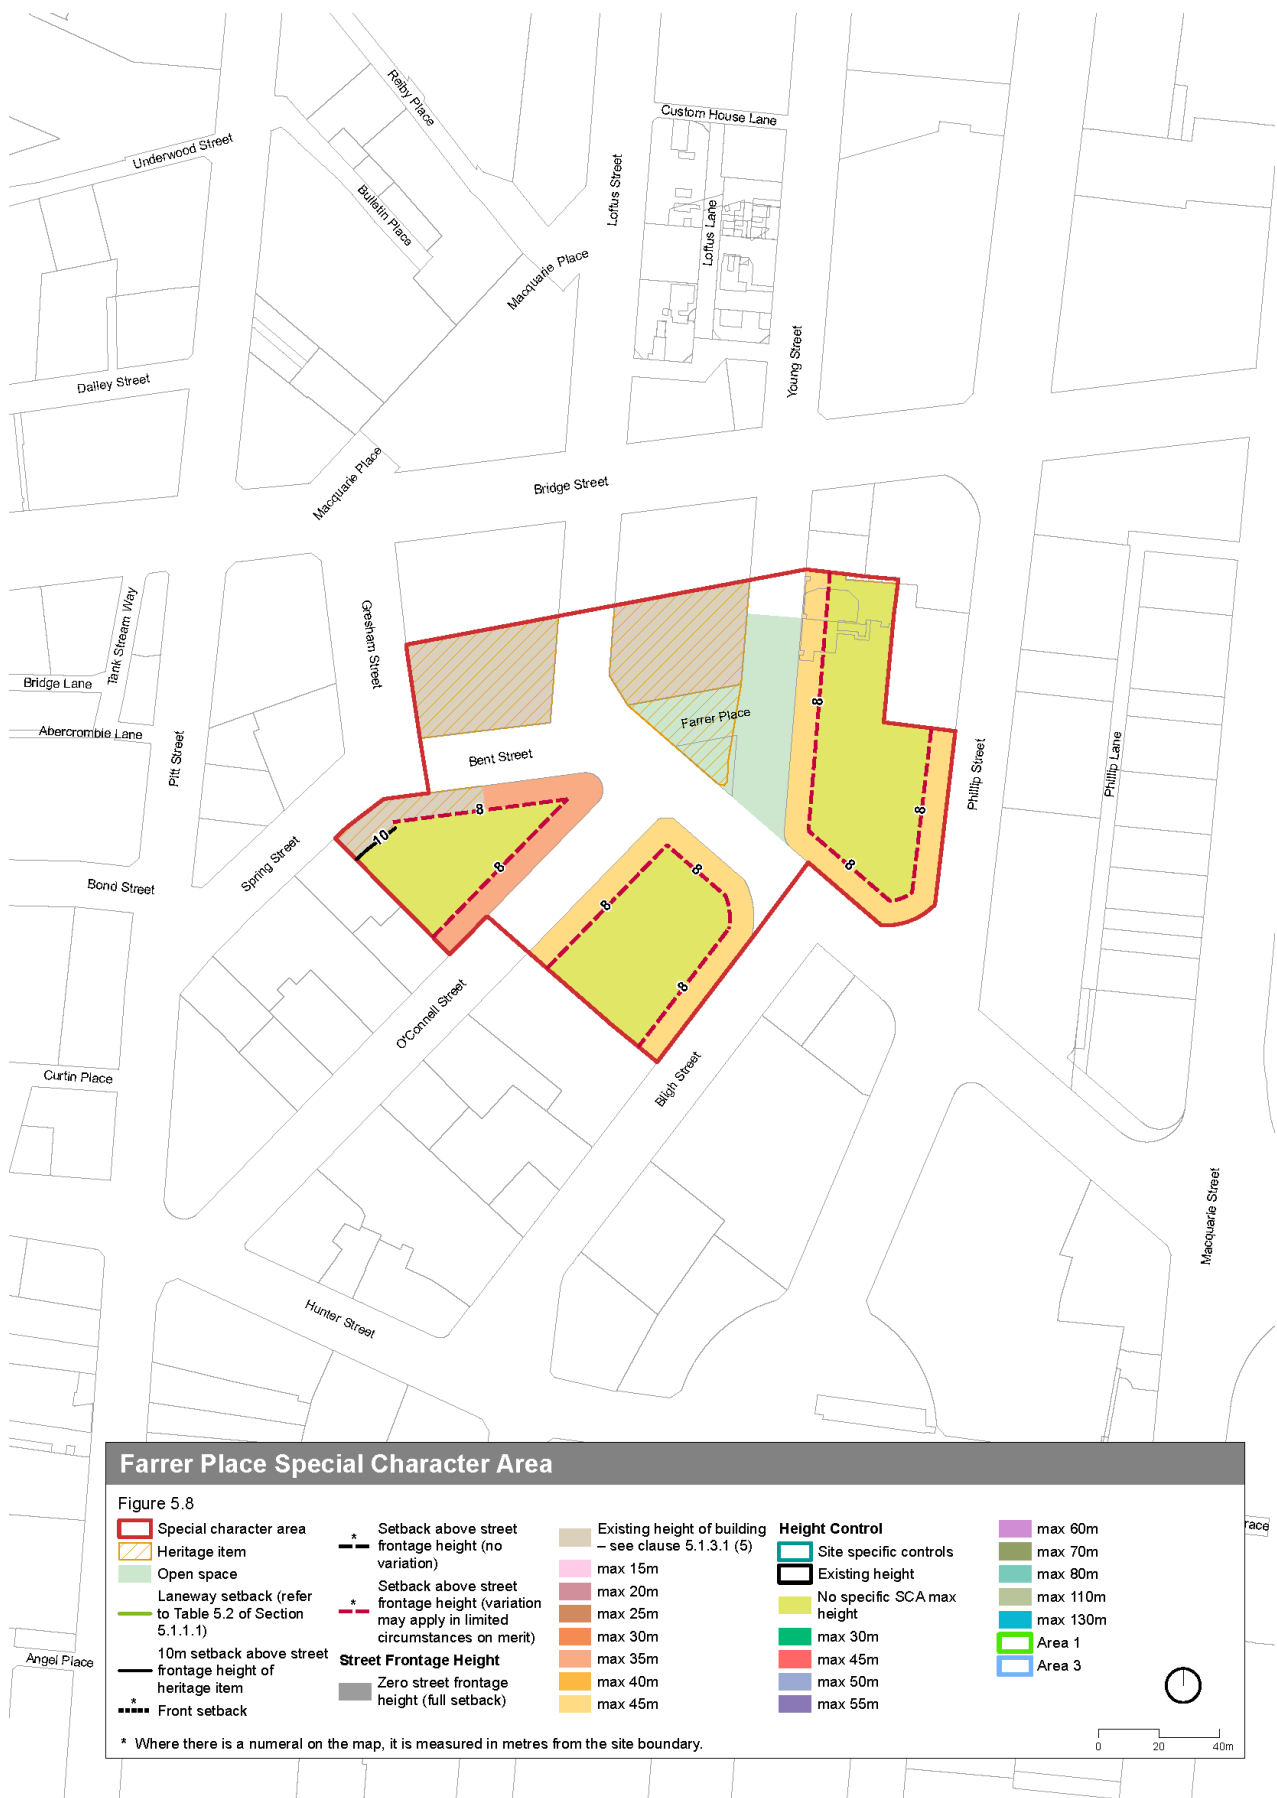 Reiby Place
Custom House Lane
Underwood Street
Loftus Street
Bulletin Place
Loftus Lane
Macquarie Place
Young Street
Dalley Street
Macquarie Place
Bridge Street
Tank Stream Way
Gresham Street
Bridge Lane
Abercrombie Lane
Pitt Street
Farrer Place
8
Bent Street
Phillip Street
Phillip Lane
8
8
10
8
8
8
8
Spring Street
Bond Street
8
O'Connell Street
Curtin Place
Bligh Street
Macquarie Street
Hunter Street
Angel Place
race
Farrer Place Special Character Area
Figure 5.8
Special character area
Heritage item
Open space
Laneway setback (refer
to Table 5.2 of Section
5.1.1.1)
10m setback above street
frontage height of
heritage item
*
Front setback
*
Setback above street
frontage height (no
variation)
*
Setback above street
frontage height (variation
may apply in limited
circumstances on merit)
Street Frontage Height
Zero street frontage
height (full setback)
Existing height of building
– see clause 5.1.3.1 (5)
max 15m
max 20m
max 25m
max 30m
max 35m
max 40m
max 45m
Height Control
Site specific controls
Existing height
No specific SCA max
height
max 30m
max 45m
max 50m
max 55m
max 60m
max 70m
max 80m
max 110m
max 130m
Area 1
Area 3
0 20 40m
* Where there is a numeral on the map, it is measured in metres from the site boundary.